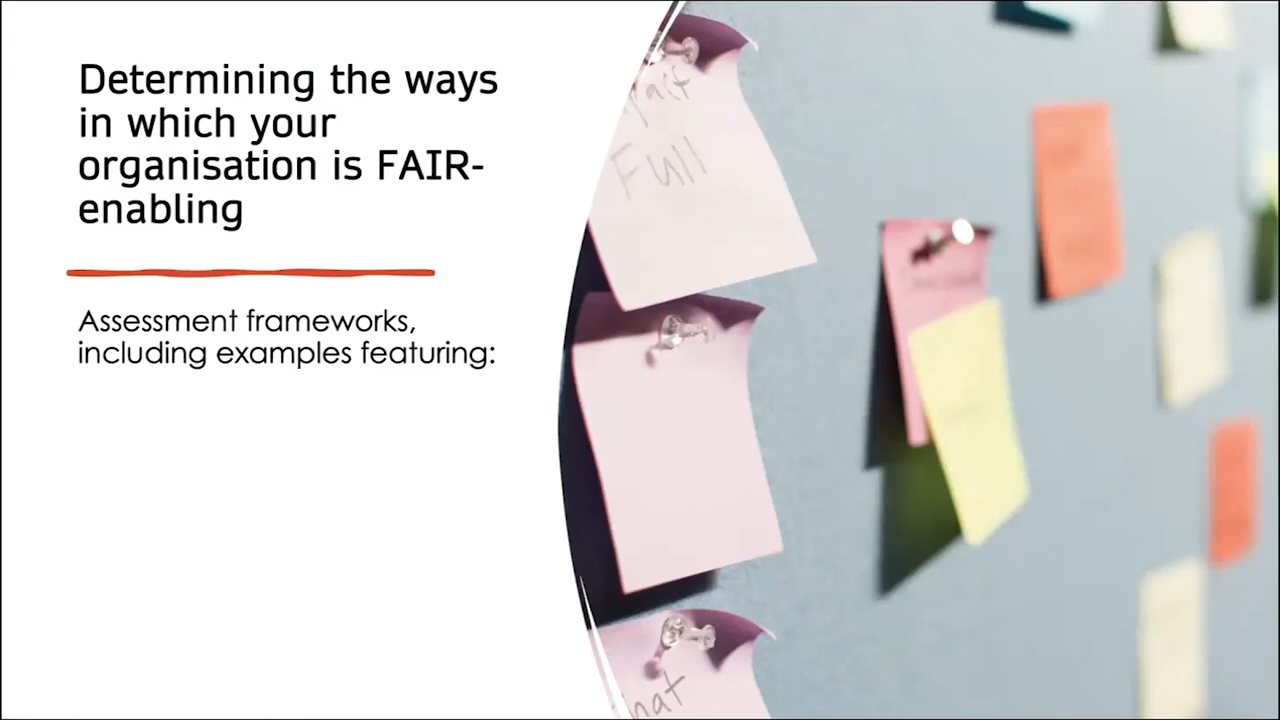 Determining the ways
in which your
organisation is FAIR-
enabling
Assessment frameworks,
including examples featuring:
Full